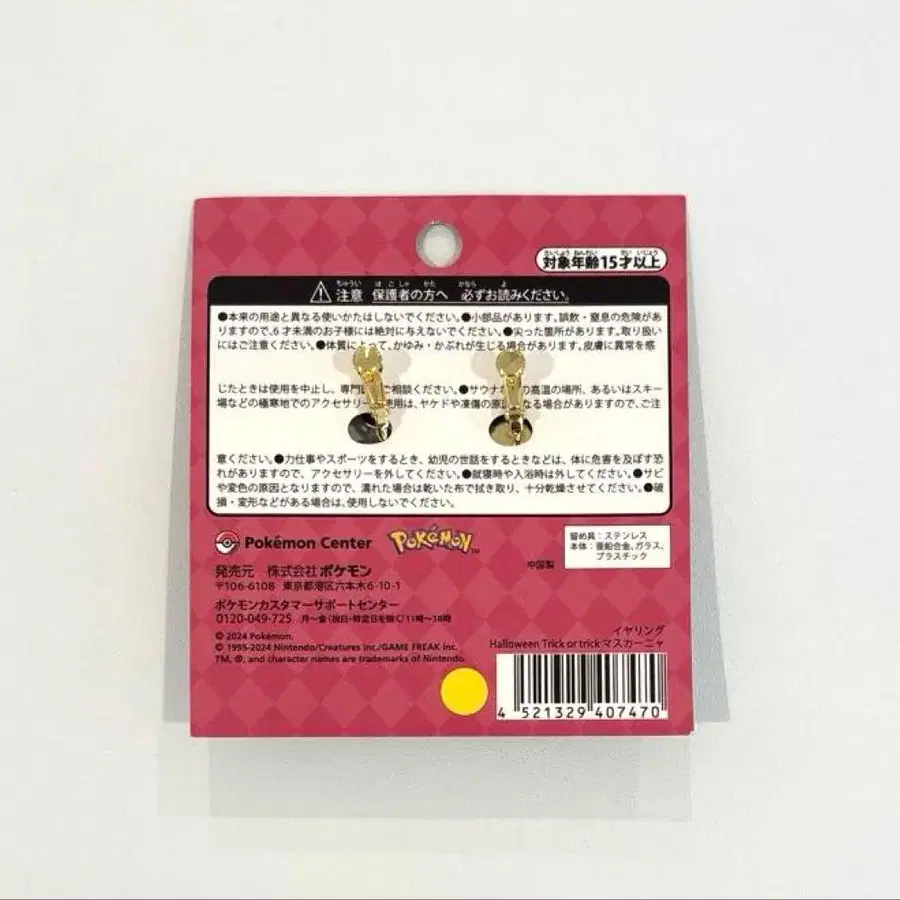 対象年齢15才以上
注意 保護者の方へ 必ずお読みください。
●本来の用途と異なる使いかたはしないでください。●小部品があります。誤飲・窒息の危険があ
りますので、6才未満のお子様には絶対に与えないでください。●尖った箇所があります。取り扱い
にはご注意ください。●体質によって、かゆみ・かぶれが生じる場合があります。皮膚に異常を感
じたときは使用を中止し、専門医にご相談ください。●サウナ 高温の場所、あるいはスキー
場などの極寒地でのアクセサリー 使用は、ヤケドや凍傷の原因 なる場合がありますので、ご注
意ください。●力仕事やスポーツをするとき、幼児の世話をするときなどは、体に危害を及ぼす恐
れがありますので、アクセサリーを外してください。●就寝時や入浴時は外してください。●サビ
や変色の原因となりますので、濡れた場合は乾いた布で拭き取り、十分乾燥させてください。●破
損・変形などがある場合は、使用しないでください。
Pokémon Center POKéMON TM
発売元 株式会社ポケモン
〒106-6108 東京都港区六本木6-10-1
ポケモンカスタマーサポートセンター
0120-049-725 月~金(祝日・特定日を除く)11時~18時
© 2024 Pokémon.
© 1995-2024 Nintendo/Creatures Inc./GAME FREAK inc.
TM, ®, and character names are trademarks of Nintendo.
中国製
留め具:ステンレス
本体:亜鉛合金、ガラス、
プラスチック
イヤリング
Halloween Trick or trick マスカーニャ
4 521329 407470